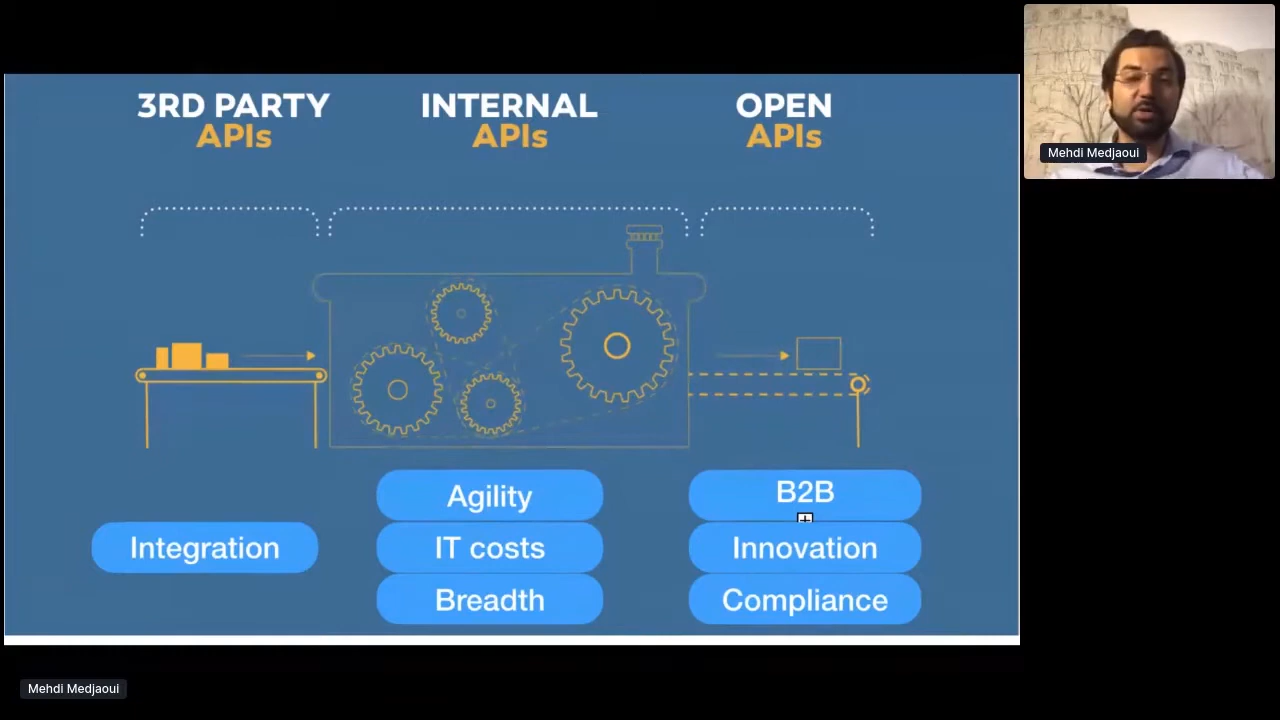 3RD PARTY
APIs
INTERNAL
APIs
OPEN
APIs
Integration
Agility
IT costs
Breadth
B2B
Innovation
Compliance
Mehdi Medjaoui
Mehdi Medjaoui